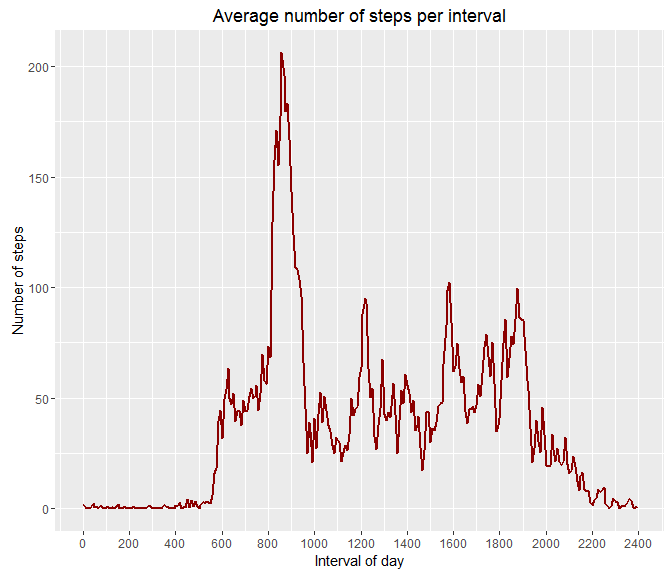 Average number of steps per interval
Number of steps
200
150
100
50
0
0 200 400 600 800 1000 1200 1400 1600 1800 2000 2200 2400
Interval of day